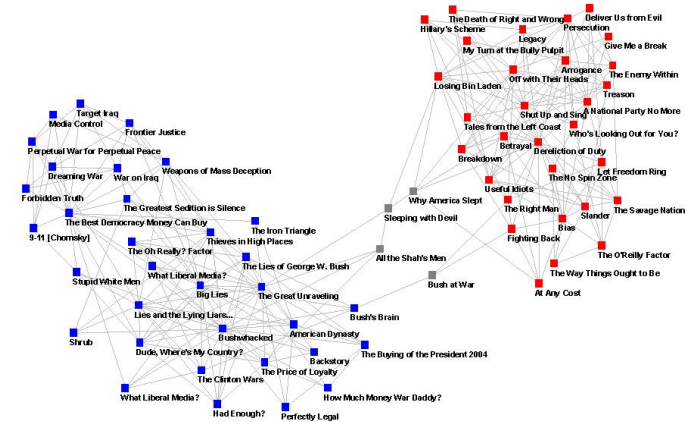 The Death of Right and Wrong
Deliver Us from Evil
Hillary's Scheme
Persecution
Legacy
Give Me a Break
My Turn at the Bully Pulpit
Arrogance
The Enemy Within
Off with Their Heads
Losing Bin Laden
Treason
A National Party No More
Shut Up and Sing
Tales from the Left Coast
Who's Looking Out for You?
Betrayal
Dereliction of Duty
Breakdown
Let Freedom Ring
The No Spin Zone
Useful Idiots
Why America Slept
The Right Man
The Savage Nation
Slander
Sleeping with Devil
Bias
Fighting Back
The O'Reilly Factor
All the Shah's Men
The Way Things Ought to Be
Bush at War
At Any Cost
Target Iraq
Media Control
Frontier Justice
Perpetual War for Perpetual Peace
Dreaming War
War on Iraq
Weapons of Mass Deception
Forbidden Truth
The Greatest Sedition is Silence
The Best Democracy Money Can Buy
The Iron Triangle
9-11 [Chomsky]
Thieves in High Places
The Oh Really? Factor
The Lies of George W. Bush
What Liberal Media?
Stupid White Men
Big Lies
The Great Unraveling
Lies and the Lying Liars...
Bush's Brain
Bushwhacked
American Dynasty
Shrub
Dude, Where's My Country?
Backstory
The Buying of the President 2004
The Price of Loyalty
The Clinton Wars
What Liberal Media?
How Much Money War Daddy?
Had Enough?
Perfectly Legal